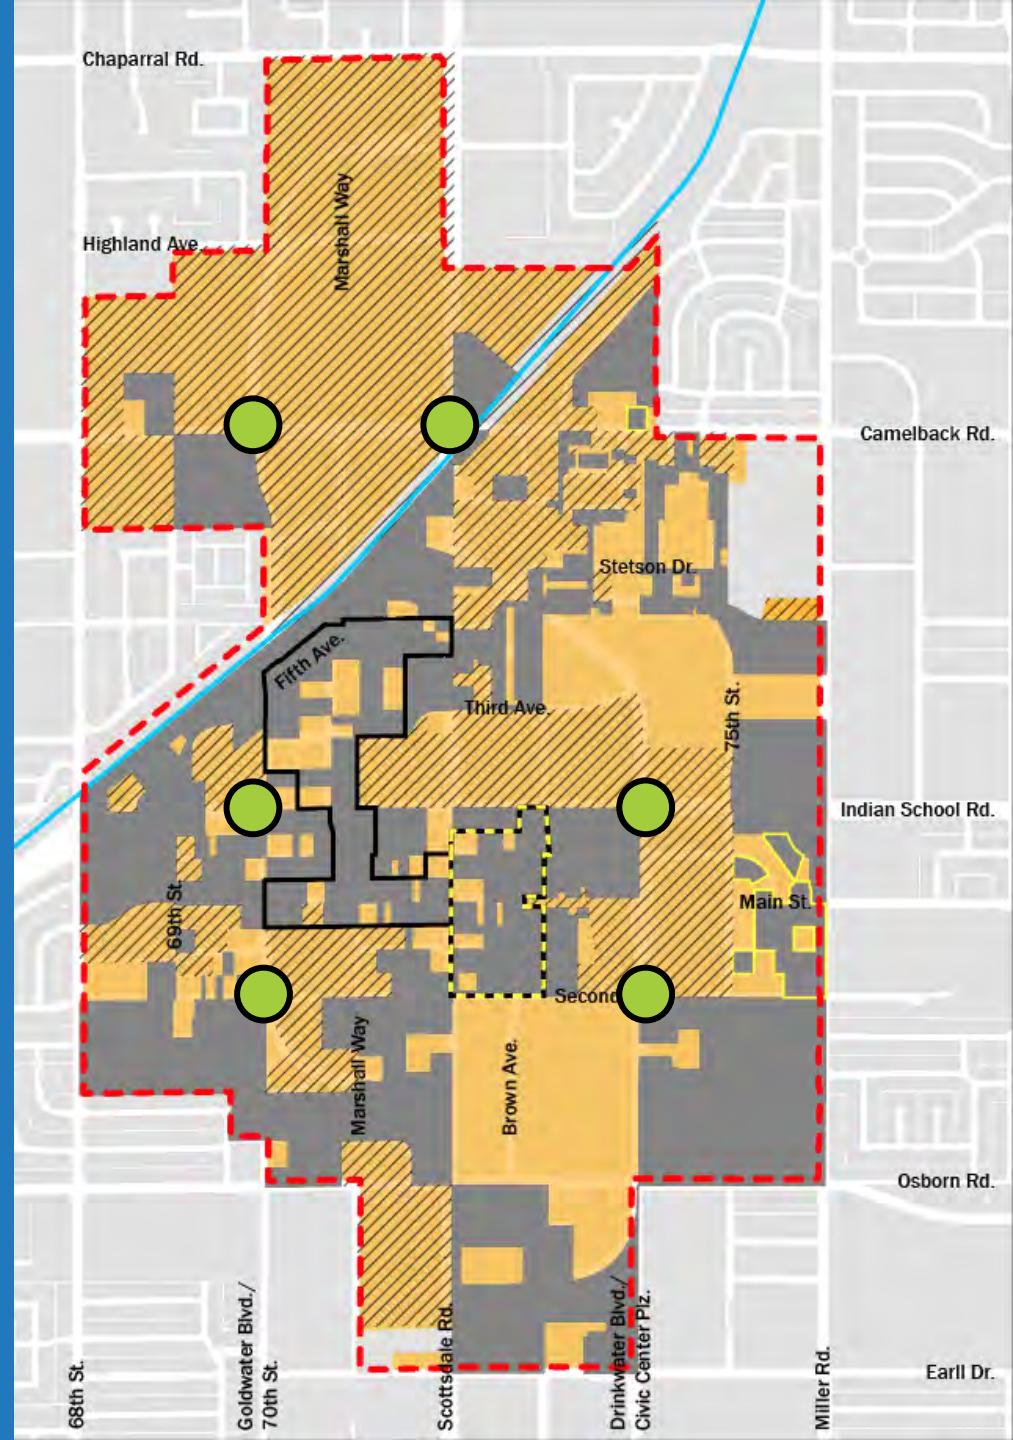 Chaparral Rd.
Marshall Way
Highland Ave.
Camelback Rd.
Stetson Dr.
Fifth Ave.
Third Ave.
75th St.
Indian School Rd.
69th St.
Main St.
Second
Marshall Way
Brown Ave.
Osborn Rd.
68th St.
Goldwater Blvd./
70th St.
Scottsdale Rd.
Drinkwater Blvd./
Civic Center Plz.
Miller Rd.
Earll Dr.